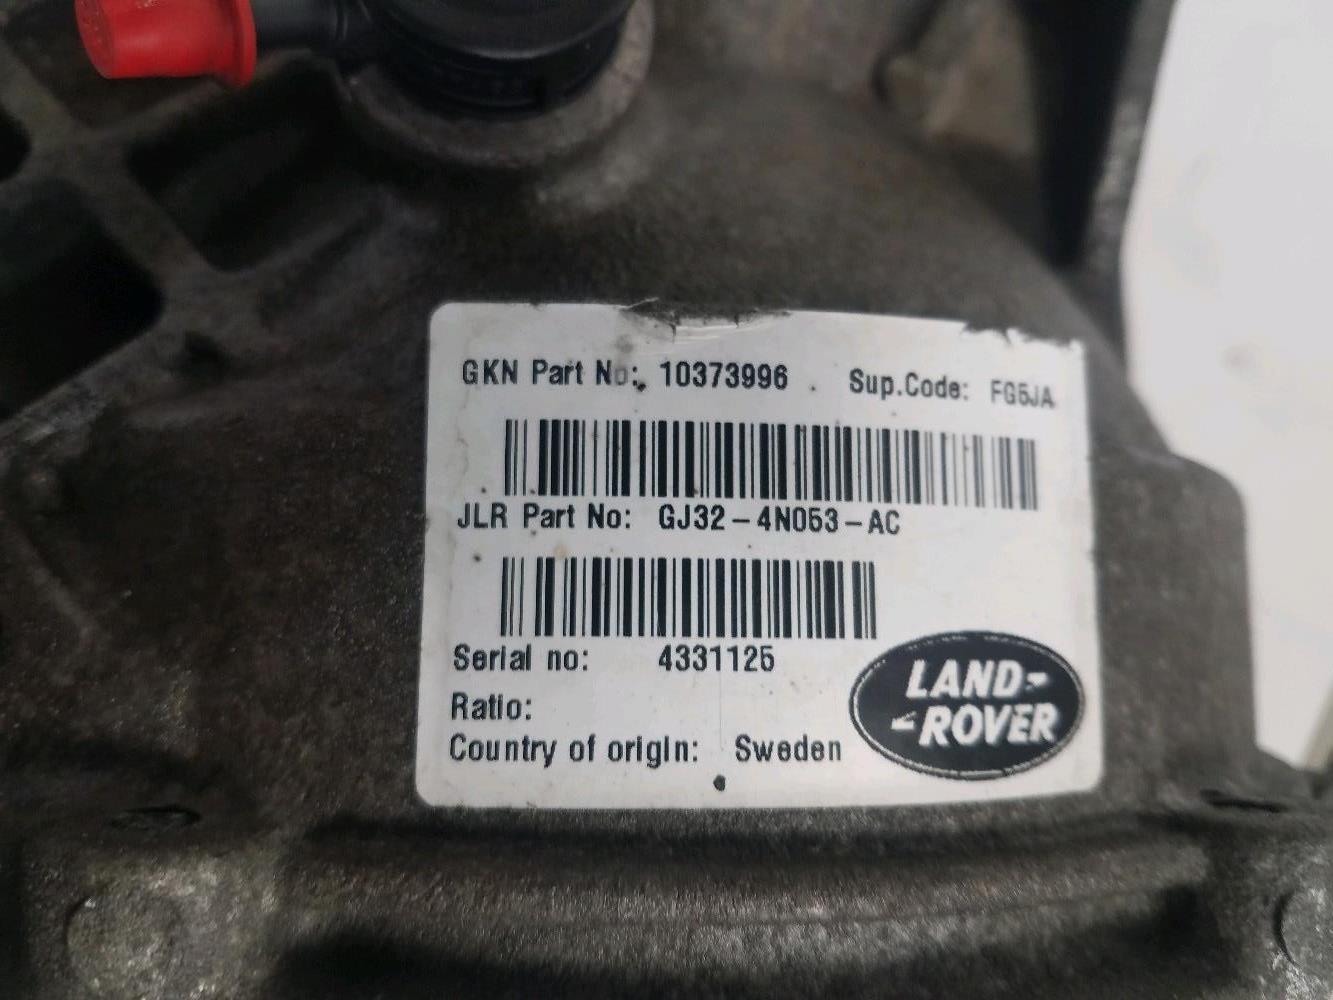 GKN Part No: 10373996 Sup.Code: FG5JA
JLR Part No: GJ32-4N053-AC
Serial no: 4331125
Ratio:
Country of origin: Sweden
LAND-
-ROVER